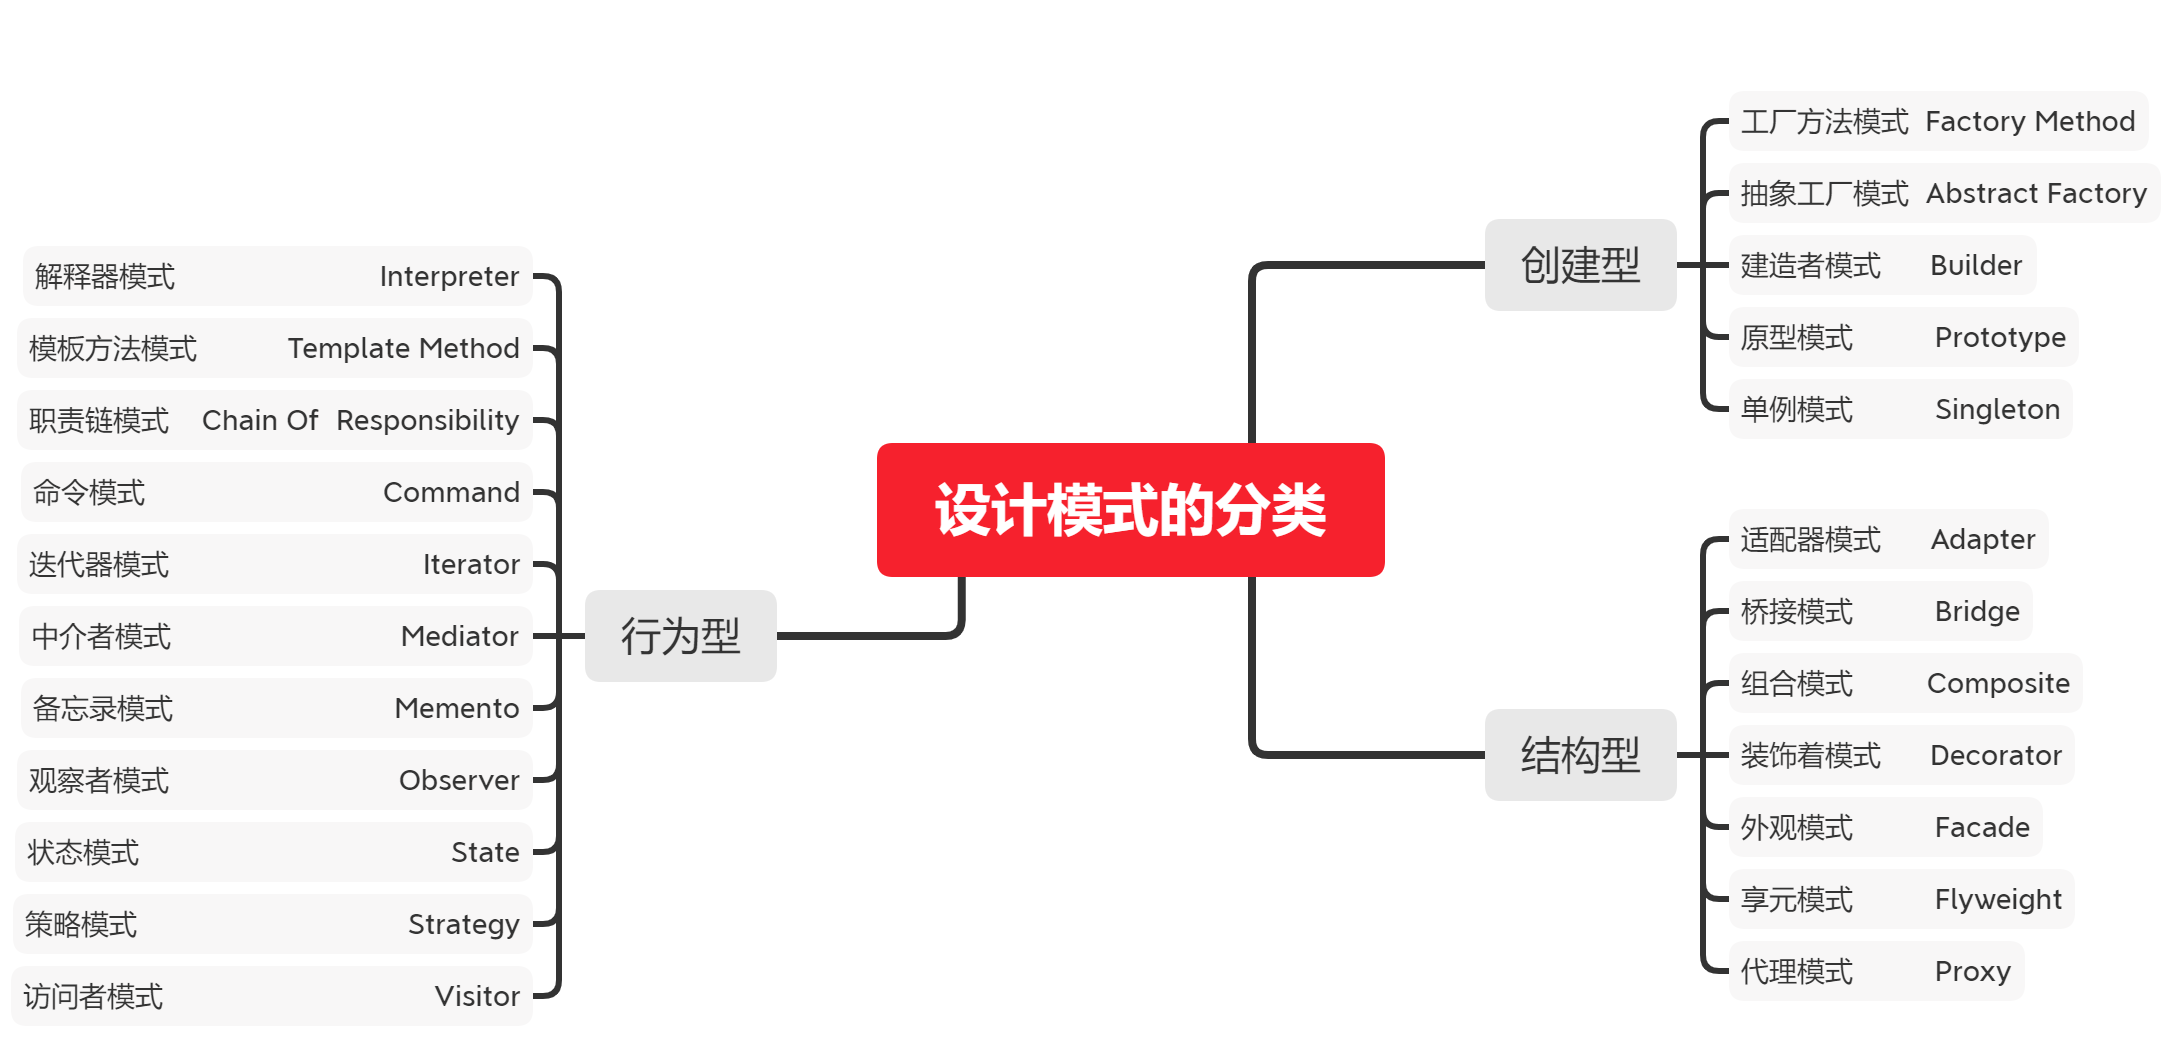 设计模式的分类
创建型
工厂方法模式 Factory Method
抽象工厂模式 Abstract Factory
建造者模式 Builder
原型模式 Prototype
单例模式 Singleton
结构型
适配器模式 Adapter
桥接模式 Bridge
组合模式 Composite
装饰着模式 Decorator
外观模式 Facade
享元模式 Flyweight
代理模式 Proxy
行为型
解释器模式 Interpreter
模板方法模式 Template Method
职责链模式 Chain Of Responsibility
命令模式 Command
迭代器模式 Iterator
中介者模式 Mediator
备忘录模式 Memento
观察者模式 Observer
状态模式 State
策略模式 Strategy
访问者模式 Visitor